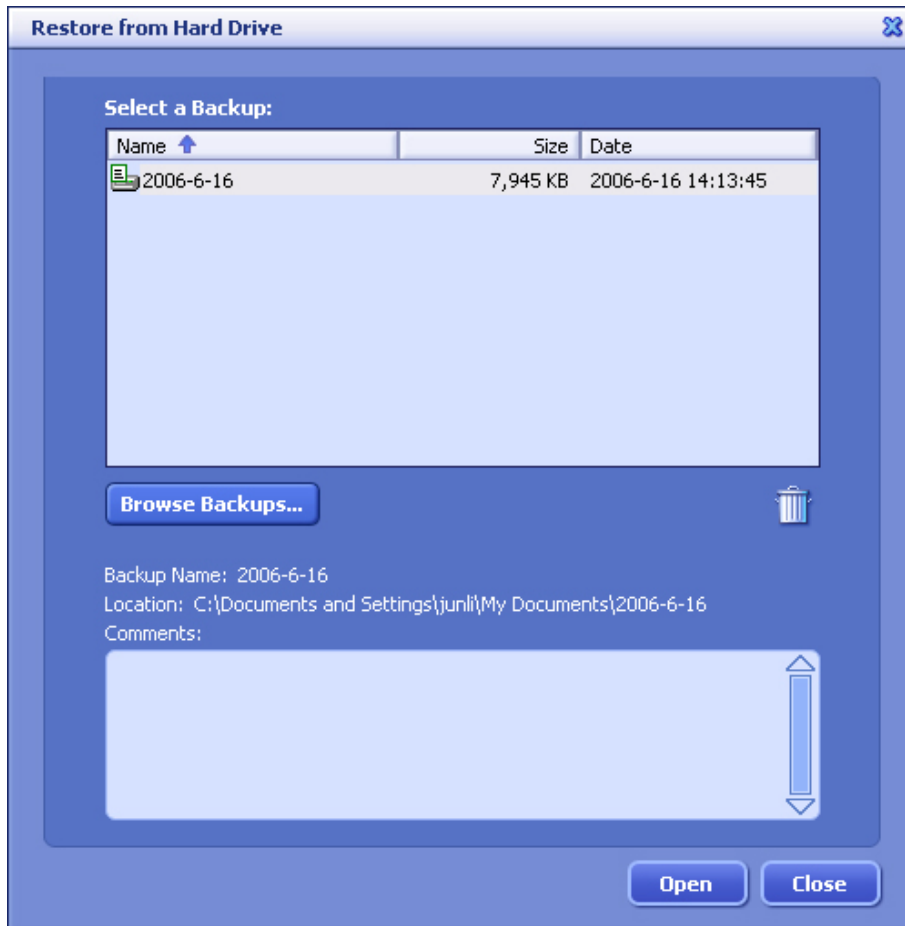 Restore from Hard Drive
Select a Backup:
Name Size Date
2006-6-16 7,945 KB 2006-6-16 14:13:45
Browse Backups...
Backup Name: 2006-6-16
Location: C:\Documents and Settings\junli\My Documents\2006-6-16
Comments:
Open Close